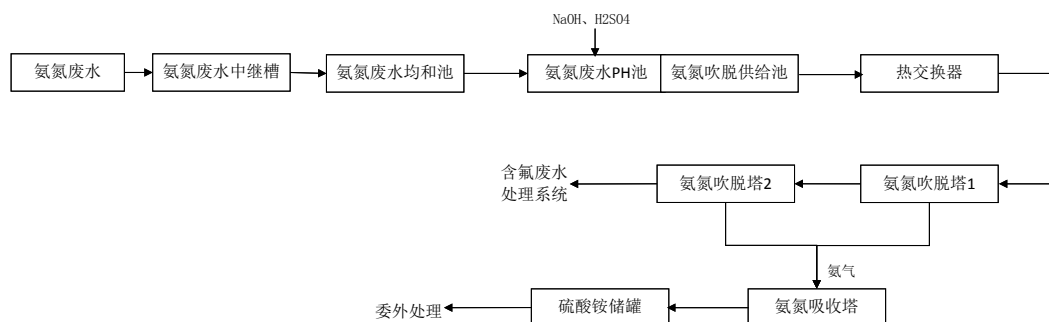 NaOH、H2SO4
氨氮废水
氨氮废水中继槽
氨氮废水均和池
氨氮废水PH池
氨氮吹脱供给池
热交换器
含氟废水
处理系统
氨氮吹脱塔2
氨氮吹脱塔1
氨气
委外处理
硫酸铵储罐
氨氮吸收塔